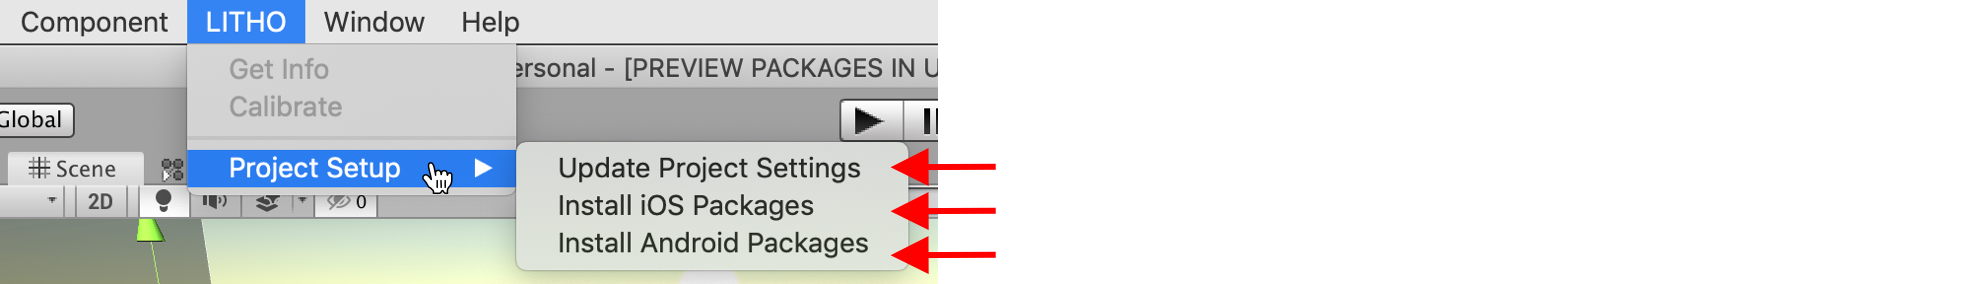 Component LITHO Window Help
Get Info
ersonal - [PREVIEW PACKAGES IN U
Calibrate
Global
Project Setup
Update Project Settings
Scene
Install iOS Packages
2D
0
Install Android Packages